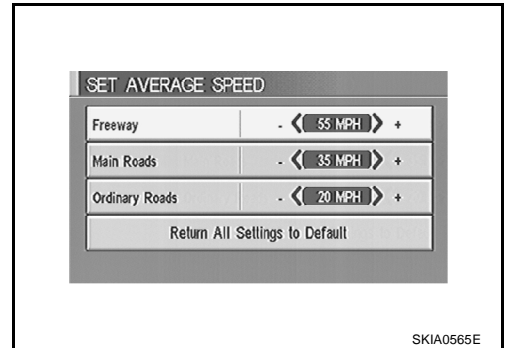 SET AVERAGE SPEED
Freeway - 55 MPH +
Main Roads - 35 MPH +
Ordinary Roads - 20 MPH +
Return All Settings to Default
SKIA0565E